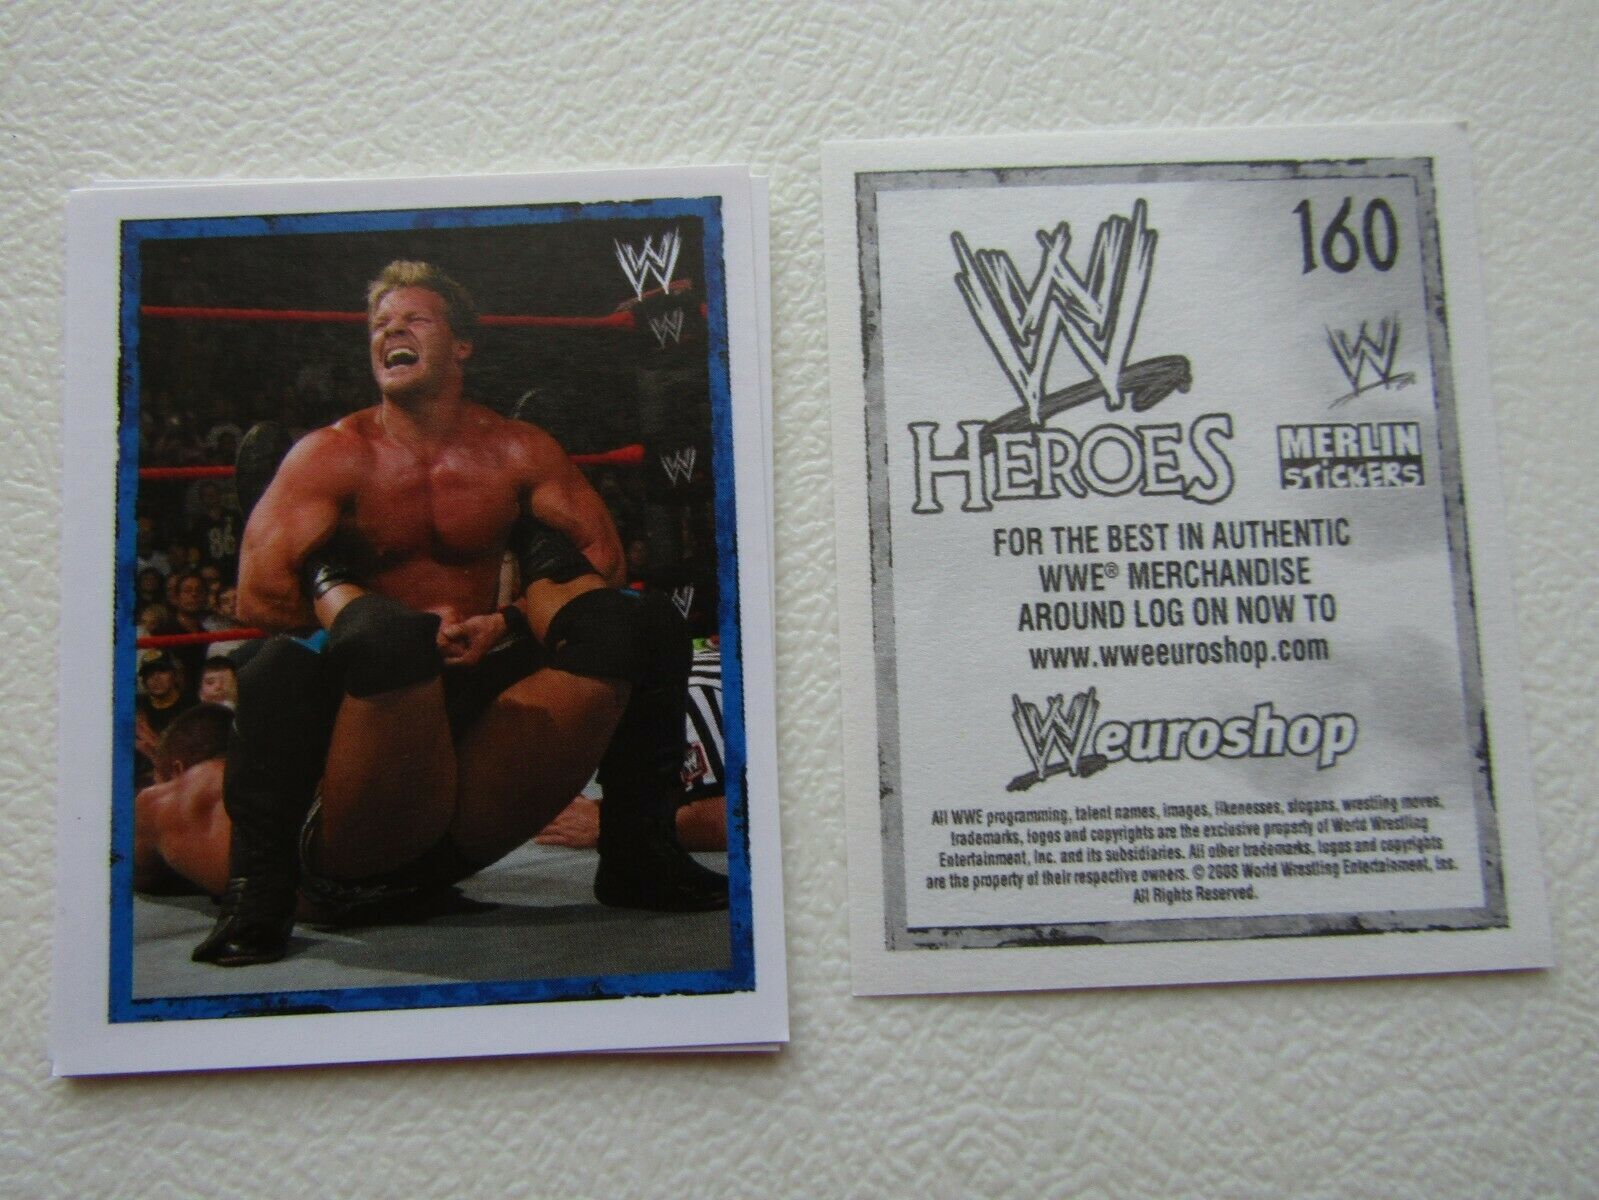 W
160
W
HEROES
MERLIN
STICKERS
FOR THE BEST IN AUTHENTIC
WWE® MERCHANDISE
AROUND LOG ON NOW TO
www.wweeuroshop.com
Weuroshop
All WWE programming, talent names, images, likenesses, slogans, wrestling moves,
trademarks, logos and copyrights are the exclusive property of World Wrestling
Entertainment, Inc. and its subsidiaries. All other trademarks, logos and copyrights
are the property of their respective owners. © 2008 World Wrestling Entertainment, Inc.
All Rights Reserved.